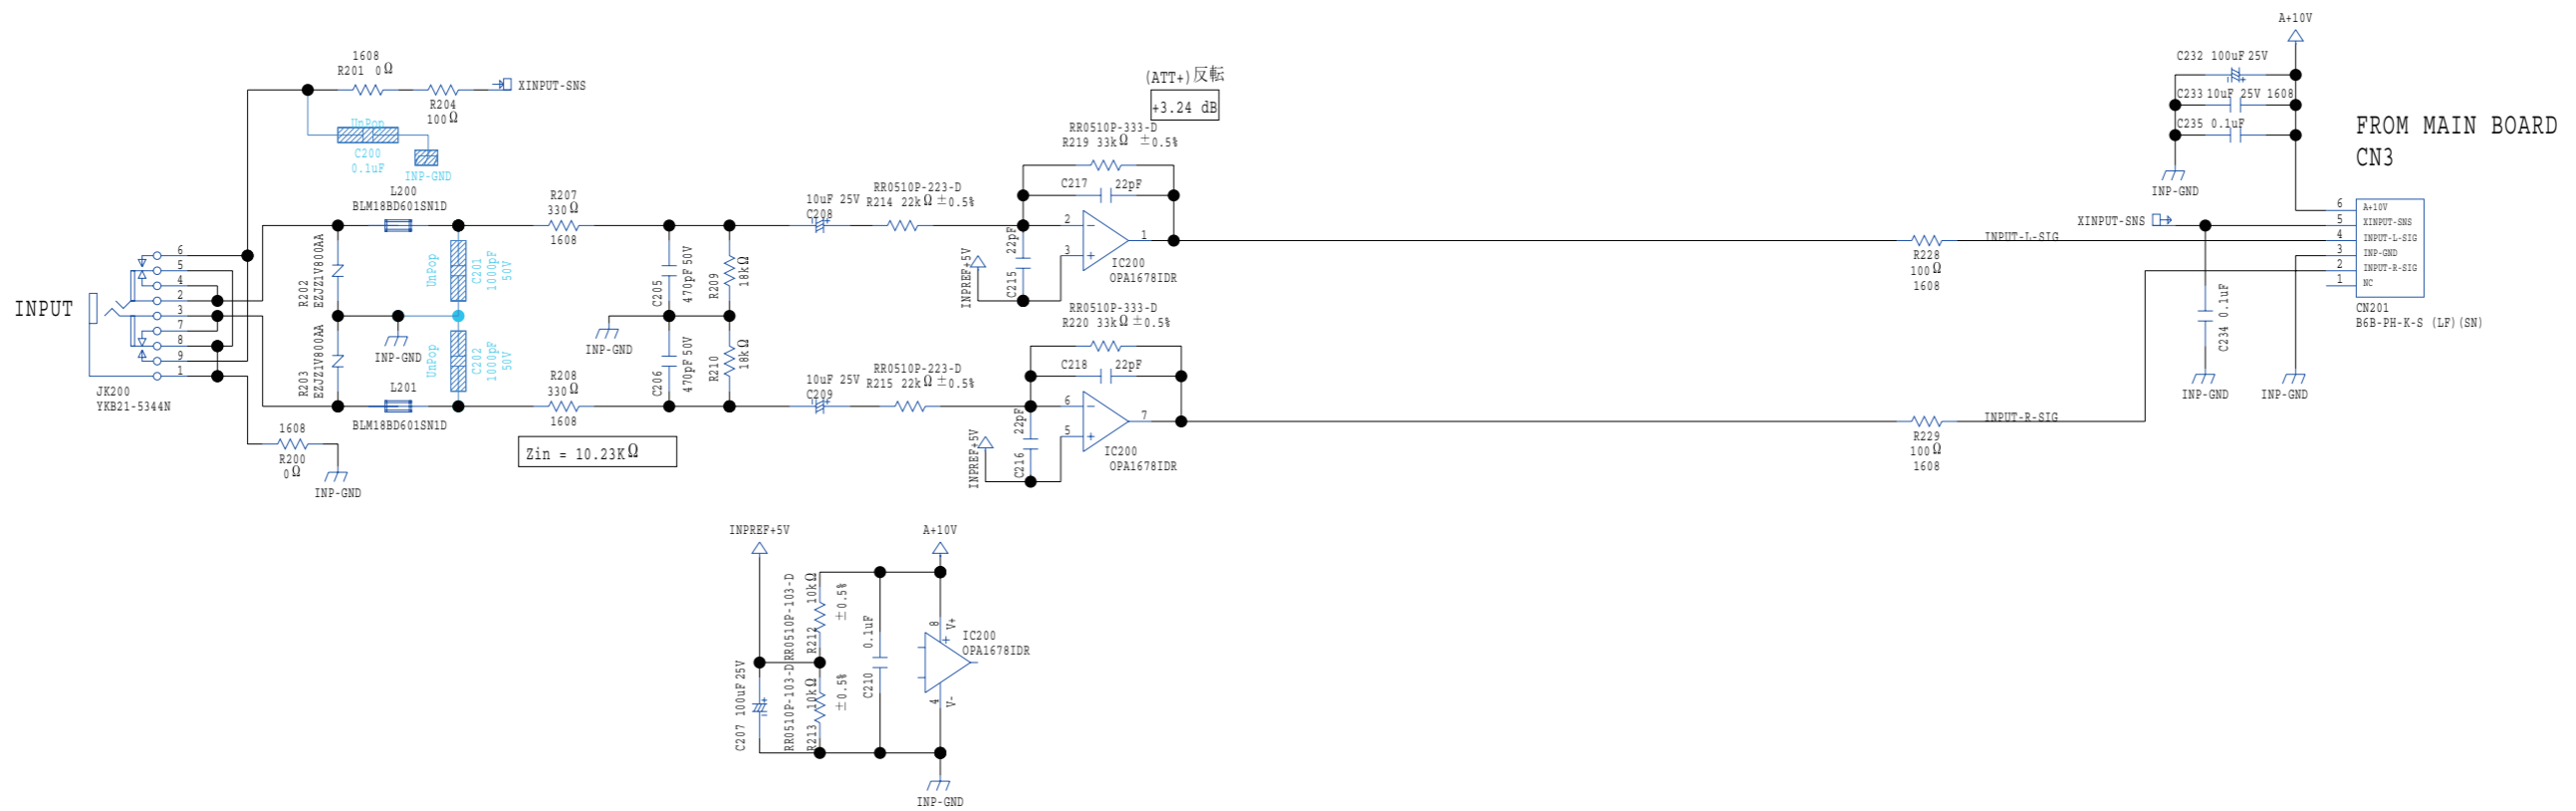 1608
R201 0Ω
R204
100Ω
XINPUT-SNS
UnPop
C200
0.1uF
INP-GND
L200
BLM18BD601SN1D
R207
330Ω
1608
10uF 25V
C208
RR0510P-223-D
R214 22kΩ ±0.5%
(ATT+)反転
+3.24 dB
RR0510P-333-D
R219 33kΩ ±0.5%
C217 22pF
2
3
1
IC200
OPA1678IDR
C215 22pF
INPREF+5V
INPUT
6
5
4
2
3
7
8
9
1
JK200
YKB21-5344N
R202
EZJZ1V800AA
R203
EZJZ1V800AA
INP-GND
UnPop
C201
1000pF
50V
UnPop
C202
1000pF
50V
L201
BLM18BD601SN1D
1608
R200
0Ω
INP-GND
R208
330Ω
1608
Zin = 10.23KΩ
C205
470pF 50V
R209
18kΩ
INP-GND
C206
470pF 50V
R210
18kΩ
10uF 25V
C209
RR0510P-223-D
R215 22kΩ ±0.5%
RR0510P-333-D
R220 33kΩ ±0.5%
C218 22pF
6
5
7
IC200
OPA1678IDR
C216 22pF
INPREF+5V
R228
100Ω
1608
INPUT-L-SIG
R229
100Ω
1608
INPUT-R-SIG
A+10V
C232 100uF 25V
C233 10uF 25V 1608
C235 0.1uF
INP-GND
FROM MAIN BOARD
CN3
XINPUT-SNS
6 A+10V
5 XINPUT-SNS
4 INPUT-L-SIG
3 INP-GND
2 INPUT-R-SIG
1 NC
CN201
B6B-PH-K-S (LF)(SN)
C234 0.1uF
INP-GND
INP-GND
INPREF+5V
A+10V
C207 100uF 25V
RR0510P-103-D
R212 10kΩ
±0.5%
RR0510P-103-D
R213 10kΩ
±0.5%
C210 0.1uF
8 V+
4 V-
IC200
OPA1678IDR
INP-GND